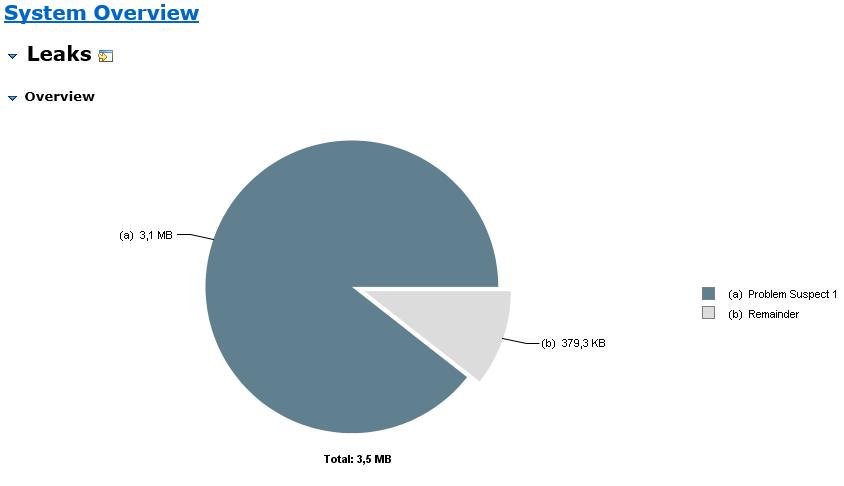 System Overview
Leaks
Overview
(a) 3,1 MB
(a) Problem Suspect 1
(b) Remainder
(b) 379,3 KB
Total: 3,5 MB